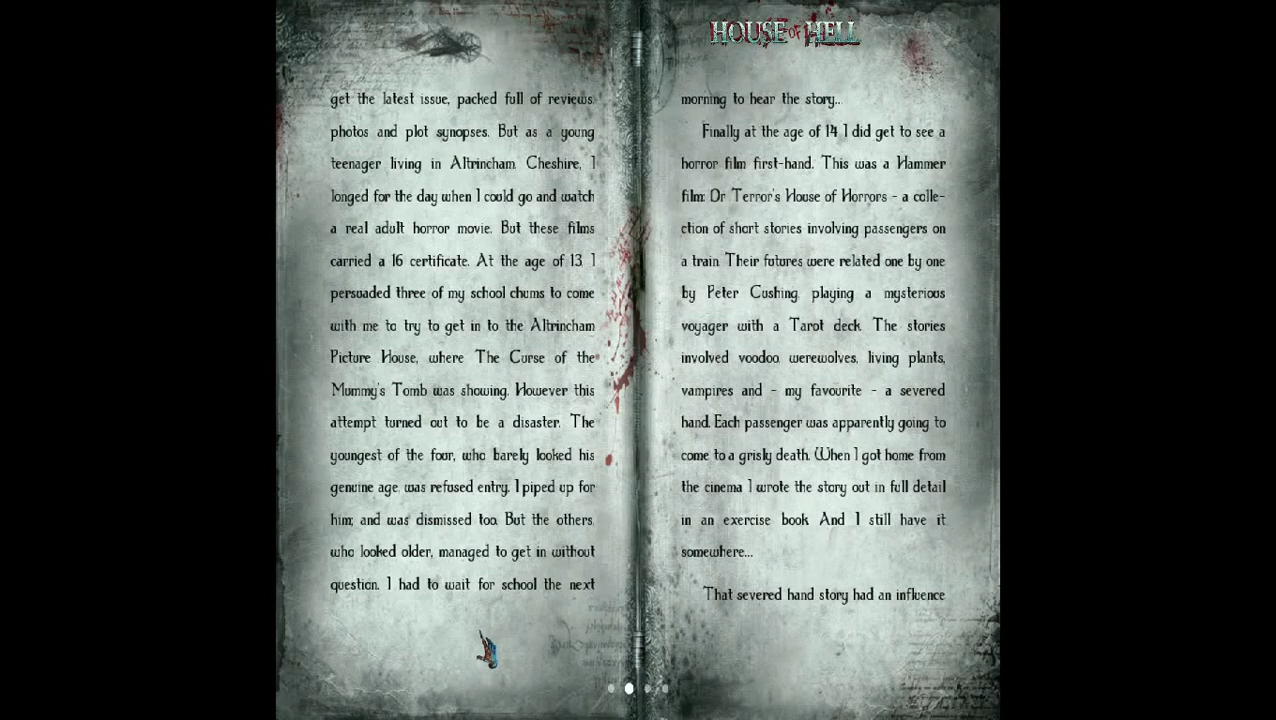 get the latest issue, packed full of reviews,
photos and plot synopses. But as a young
teenager living in Altrincham, Cheshire, I
longed for the day when I could go and watch
a real adult horror movie. But these films
carried a 16 certificate. At the age of 13, I
persuaded three of my school chums to come
with me to try to get in to the Altrincham
Picture House, where The Curse of the
Mummy's Tomb was showing. However this
attempt turned out to be a disaster. The
youngest of the four, who barely looked his
genuine age, was refused entry. I piped up for
him; and was dismissed too. But the others,
who looked older, managed to get in without
question. I had to wait for school the next
HOUSE OF HELL
morning to hear the story...
Finally at the age of 14 I did get to see a
horror film first-hand. This was a Hammer
film: Dr Terror's House of Horrors - a colle-
ction of short stories involving passengers on
a train. Their futures were related one by one
by Peter Cushing, playing a mysterious
voyager with a Tarot deck. The stories
involved voodoo, werewolves, living plants,
vampires and - my favourite - a severed
hand. Each passenger was apparently going to
come to a grisly death. When I got home from
the cinema I wrote the story out in full detail
in an exercise book. And I still have it
somewhere...
That severed hand story had an influence